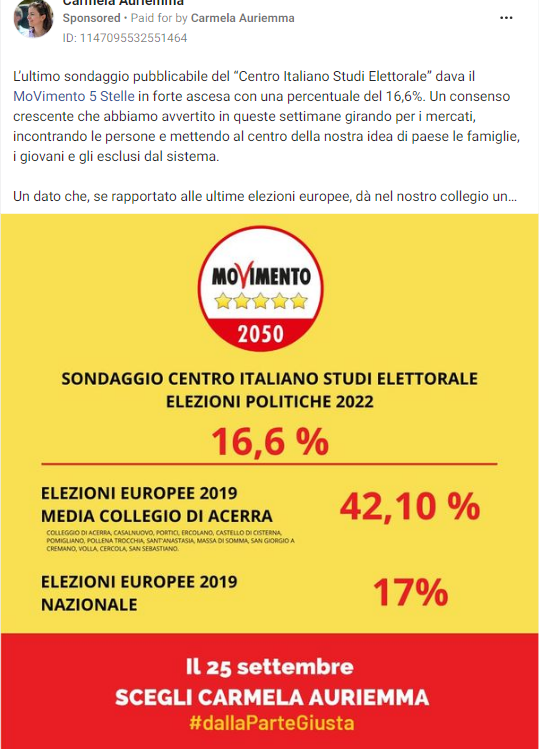 Carmela Auriemma
Sponsored • Paid for by Carmela Auriemma
ID: 1147095532551464
L'ultimo sondaggio pubblicabile del "Centro Italiano Studi Elettorale" dava il
MoVimento 5 Stelle in forte ascesa con una percentuale del 16,6%. Un consenso
crescente che abbiamo avvertito in queste settimane girando per i mercati,
incontrando le persone e mettendo al centro della nostra idea di paese le famiglie,
i giovani e gli esclusi dal sistema.
Un dato che, se rapportato alle ultime elezioni europee, dà nel nostro collegio un...
MOVIMENTO
2050
SONDAGGIO CENTRO ITALIANO STUDI ELETTORALE
ELEZIONI POLITICHE 2022
16,6 %
ELEZIONI EUROPEE 2019
MEDIA COLLEGIO DI ACERRA
42,10 %
COLLEGGIO DI ACERRA, CASALNUOVO, PORTICI, ERCOLANO, CASTELLO DI CISTERNA,
POMIGLIANO, POLLENA TROCCHIA, SANT'ANASTASIA, MASSA DI SOMMA, SAN GIORGIO A
CREMANO, VOLLA, CERCOLA, SAN SEBASTIANO.
ELEZIONI EUROPEE 2019
NAZIONALE
17%
Il 25 settembre
SCEGLI CARMELA AURIEMMA
#dallaParteGiusta